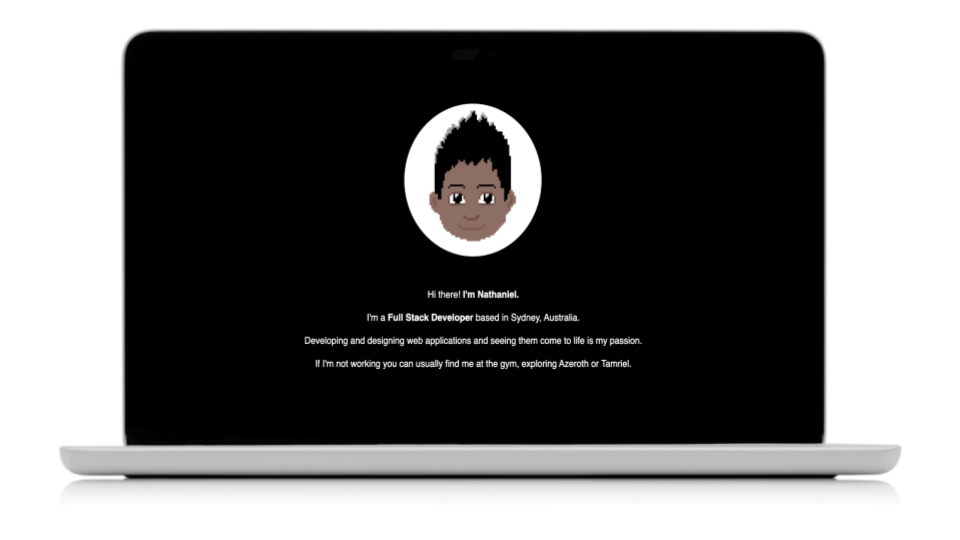 Hi there! I'm Nathaniel.
I'm a Full Stack Developer based in Sydney, Australia.
Developing and designing web applications and seeing them come to life is my passion.
If I'm not working you can usually find me at the gym, exploring Azeroth or Tamriel.